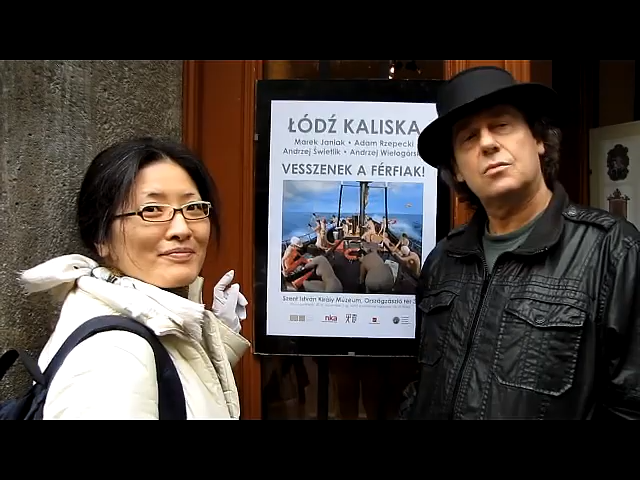 ŁÓDŹ KALISKA
Marek Janiak • Adam Rzepecki •
Andrzej Świetlik • Andrzej Wielogórski
VESSZENEK A FÉRFIAK!
Szent István Király Múzeum, Országzászló tér 3.
nka